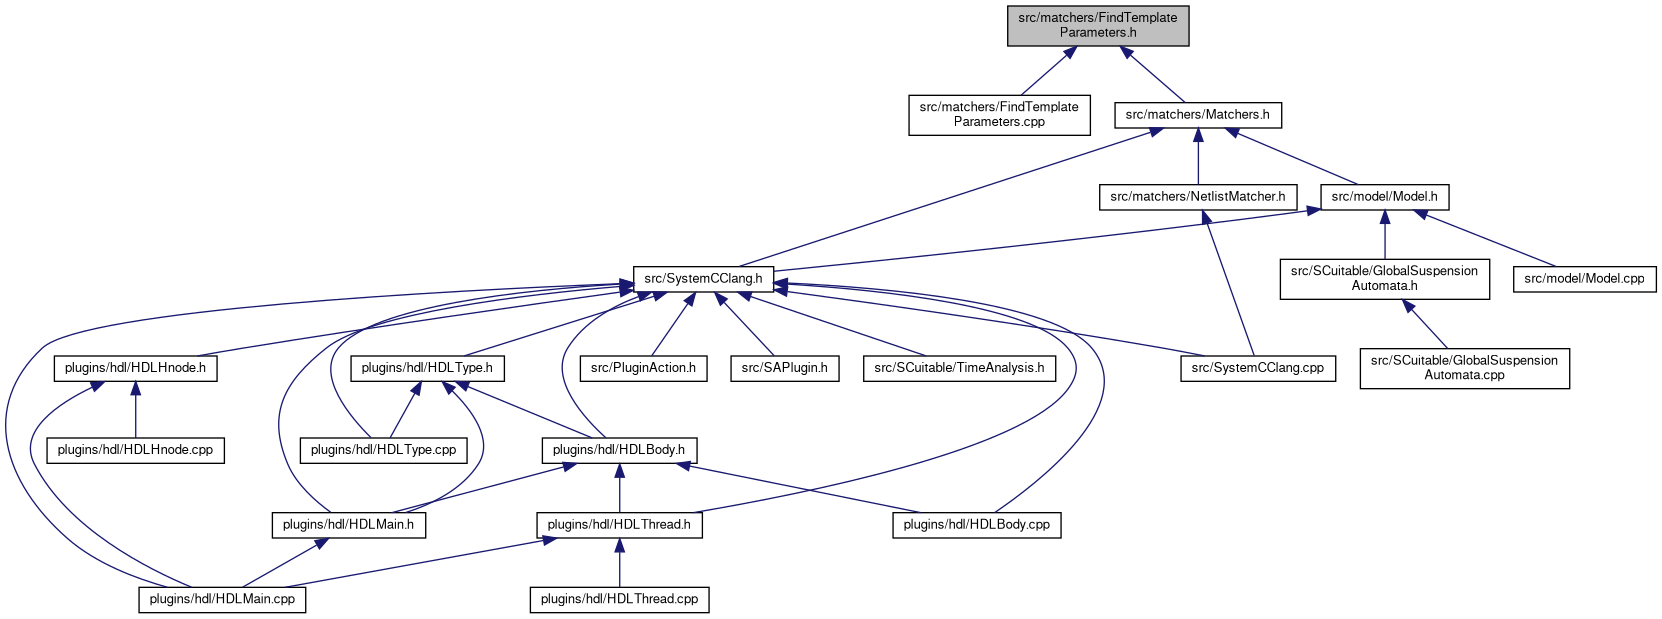 src/matchers/FindTemplate
Parameters.h
src/matchers/FindTemplate
Parameters.cpp
src/matchers/Matchers.h
src/matchers/NetlistMatcher.h
src/model/Model.h
src/SystemCClang.h
src/SCuitable/GlobalSuspension
Automata.h
src/model/Model.cpp
plugins/hdl/HDLHnode.h
plugins/hdl/HDLType.h
src/PluginAction.h
src/SAPlugin.h
src/SCuitable/TimeAnalysis.h
src/SystemCClang.cpp
src/SCuitable/GlobalSuspension
Automata.cpp
plugins/hdl/HDLHnode.cpp
plugins/hdl/HDLType.cpp
plugins/hdl/HDLBody.h
plugins/hdl/HDLMain.h
plugins/hdl/HDLThread.h
plugins/hdl/HDLBody.cpp
plugins/hdl/HDLMain.cpp
plugins/hdl/HDLThread.cpp